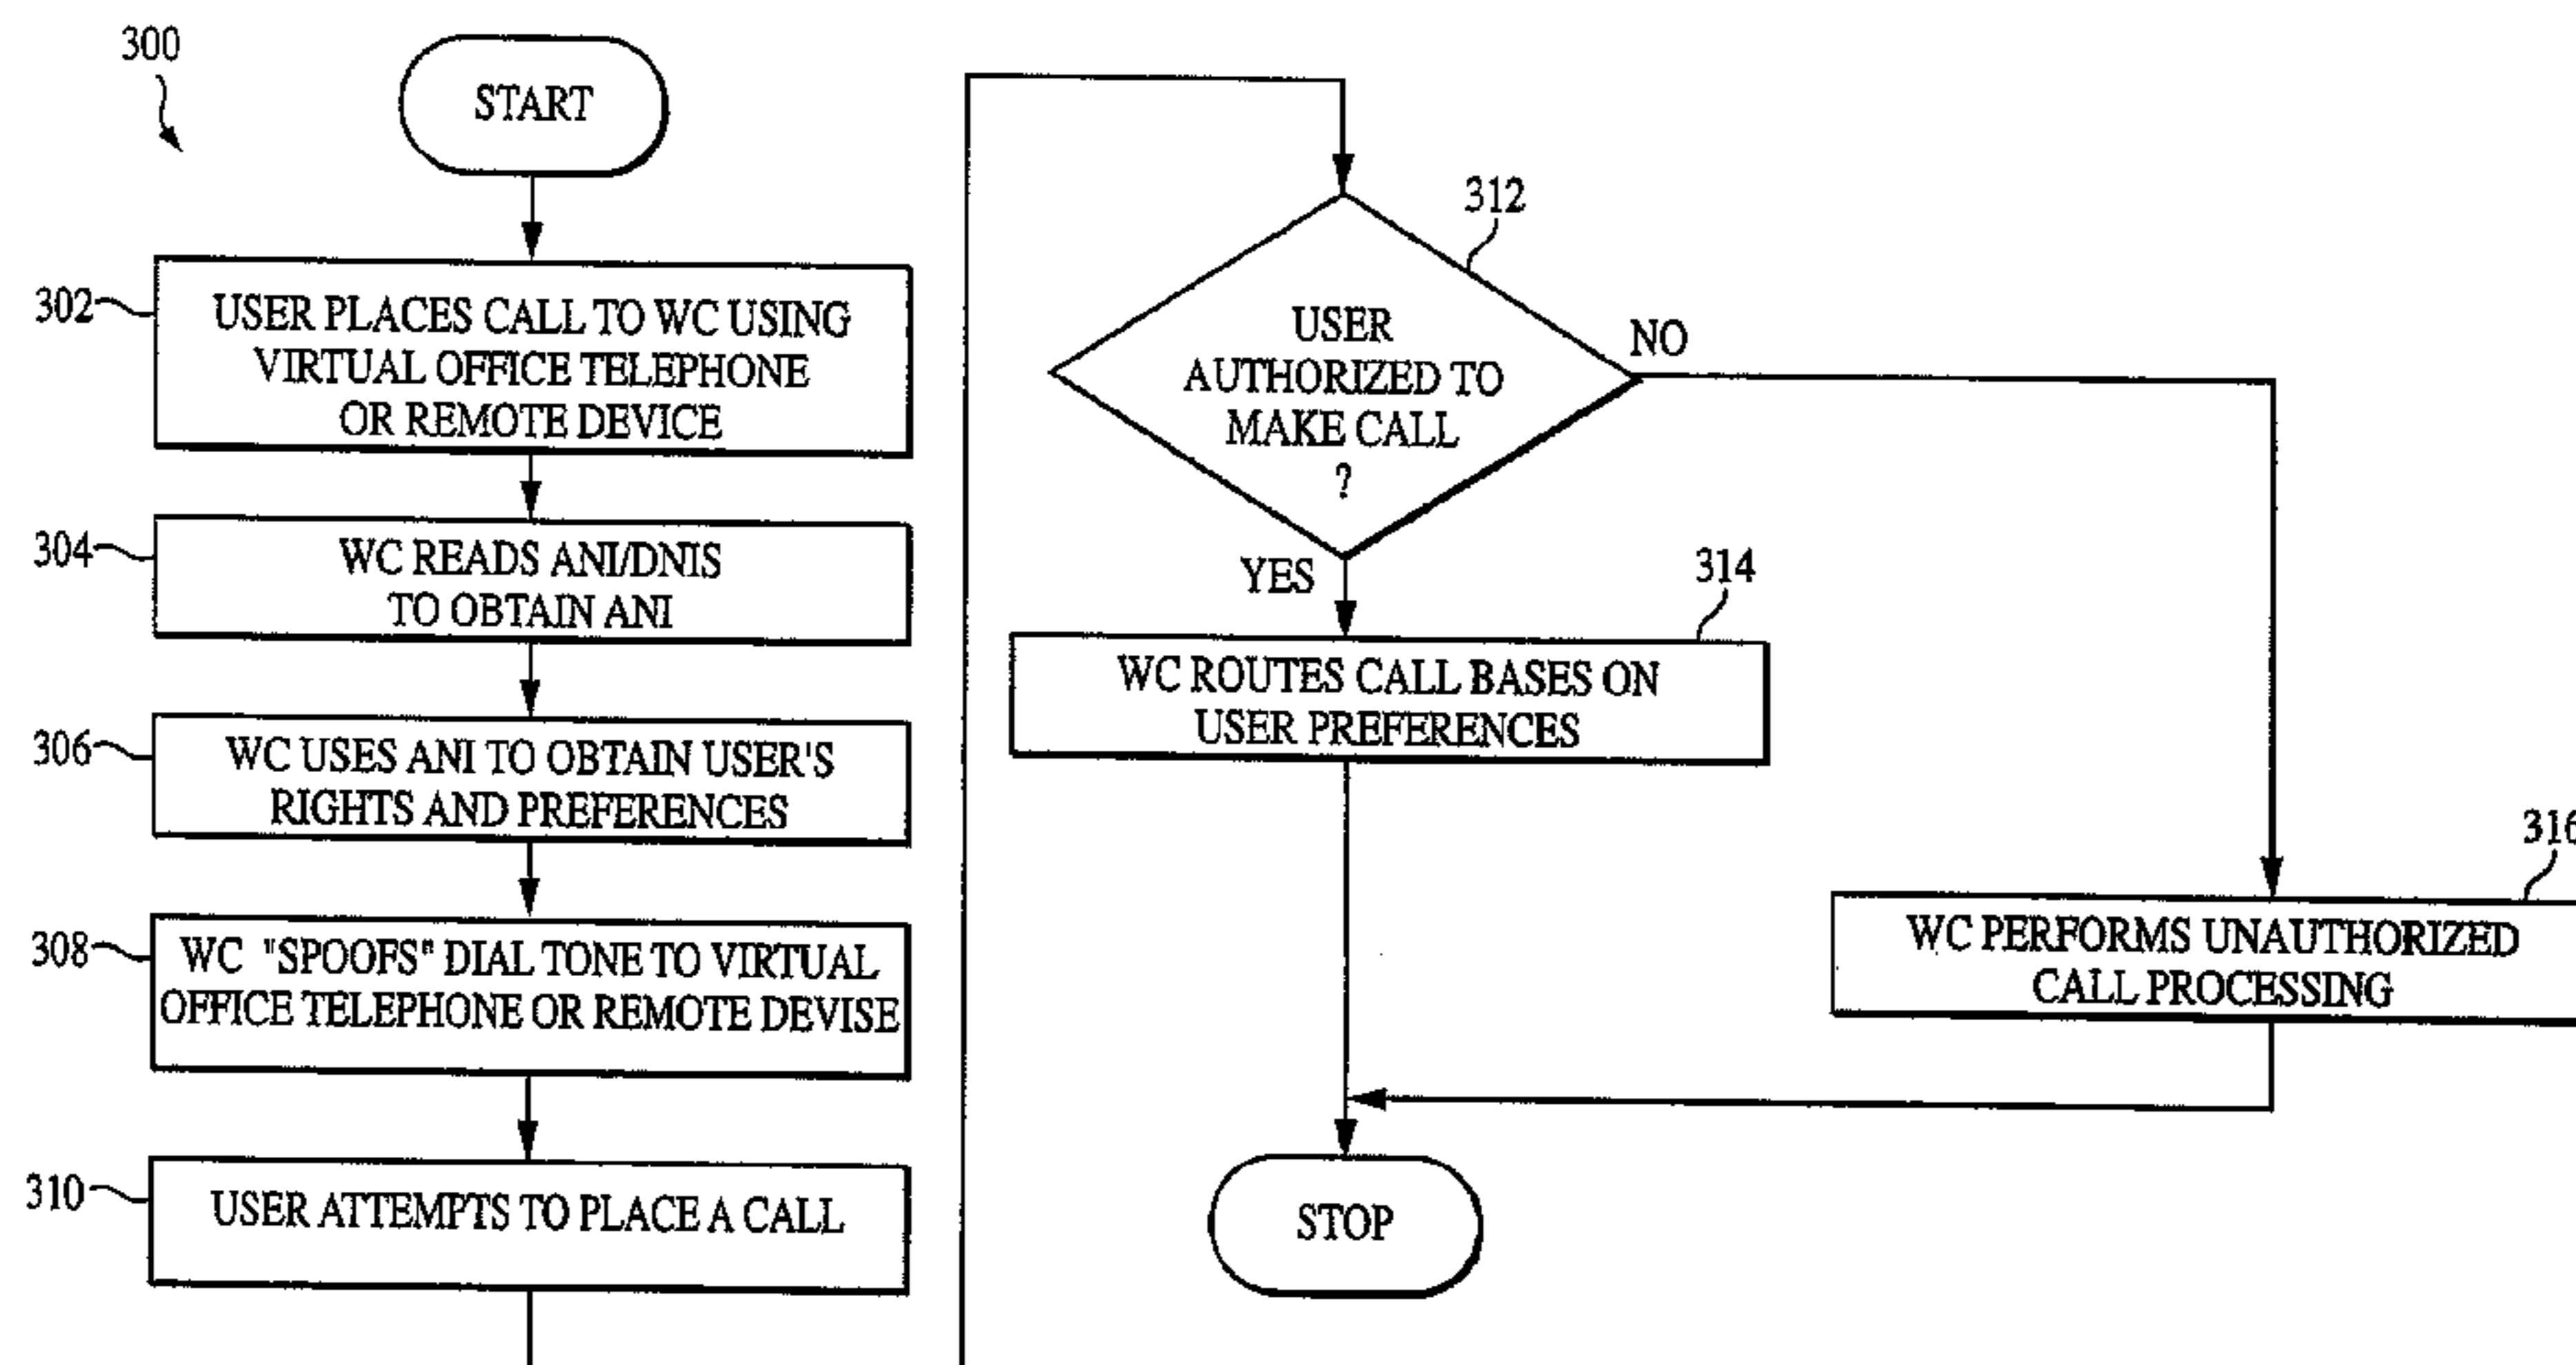 300
START
302
USER PLACES CALL TO WC USING
VIRTUAL OFFICE TELEPHONE
OR REMOTE DEVICE
304
WC READS ANI/DNIS
TO OBTAIN ANI
306
WC USES ANI TO OBTAIN USER'S
RIGHTS AND PREFERENCES
308
WC "SPOOFS" DIAL TONE TO VIRTUAL
OFFICE TELEPHONE OR REMOTE DEVISE
310
USER ATTEMPTS TO PLACE A CALL
312
USER
AUTHORIZED TO
MAKE CALL
?
NO
YES
314
WC ROUTES CALL BASES ON
USER PREFERENCES
316
WC PERFORMS UNAUTHORIZED
CALL PROCESSING
STOP